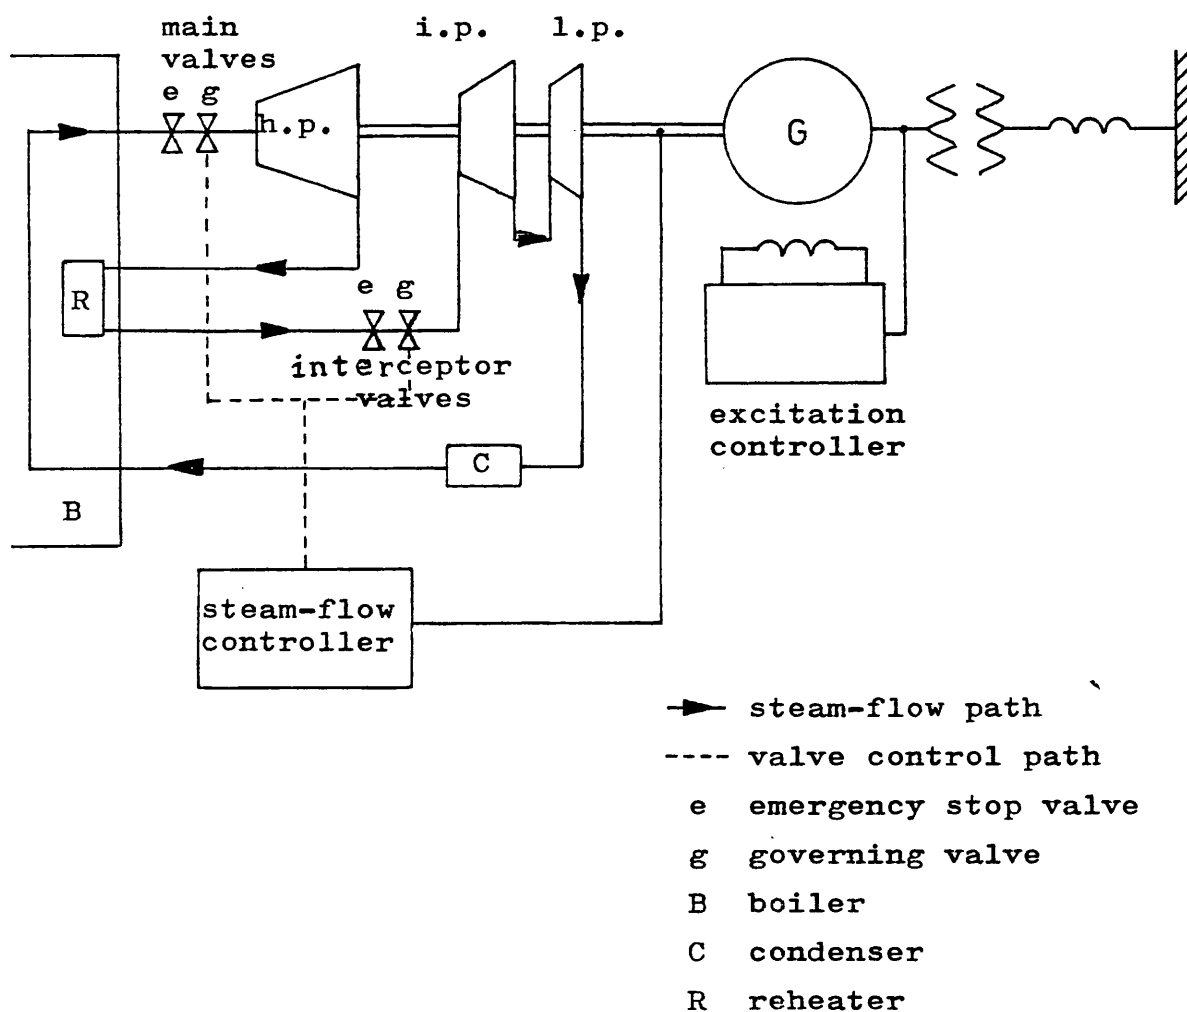 main
valves
i.p.
l.p.
e g
h.p.
G
R
e g
interceptor
valves
excitation
controller
C
B
steam-flow
controller
steam-flow path
valve control path
e emergency stop valve
g governing valve
B boiler
C condenser
R reheater